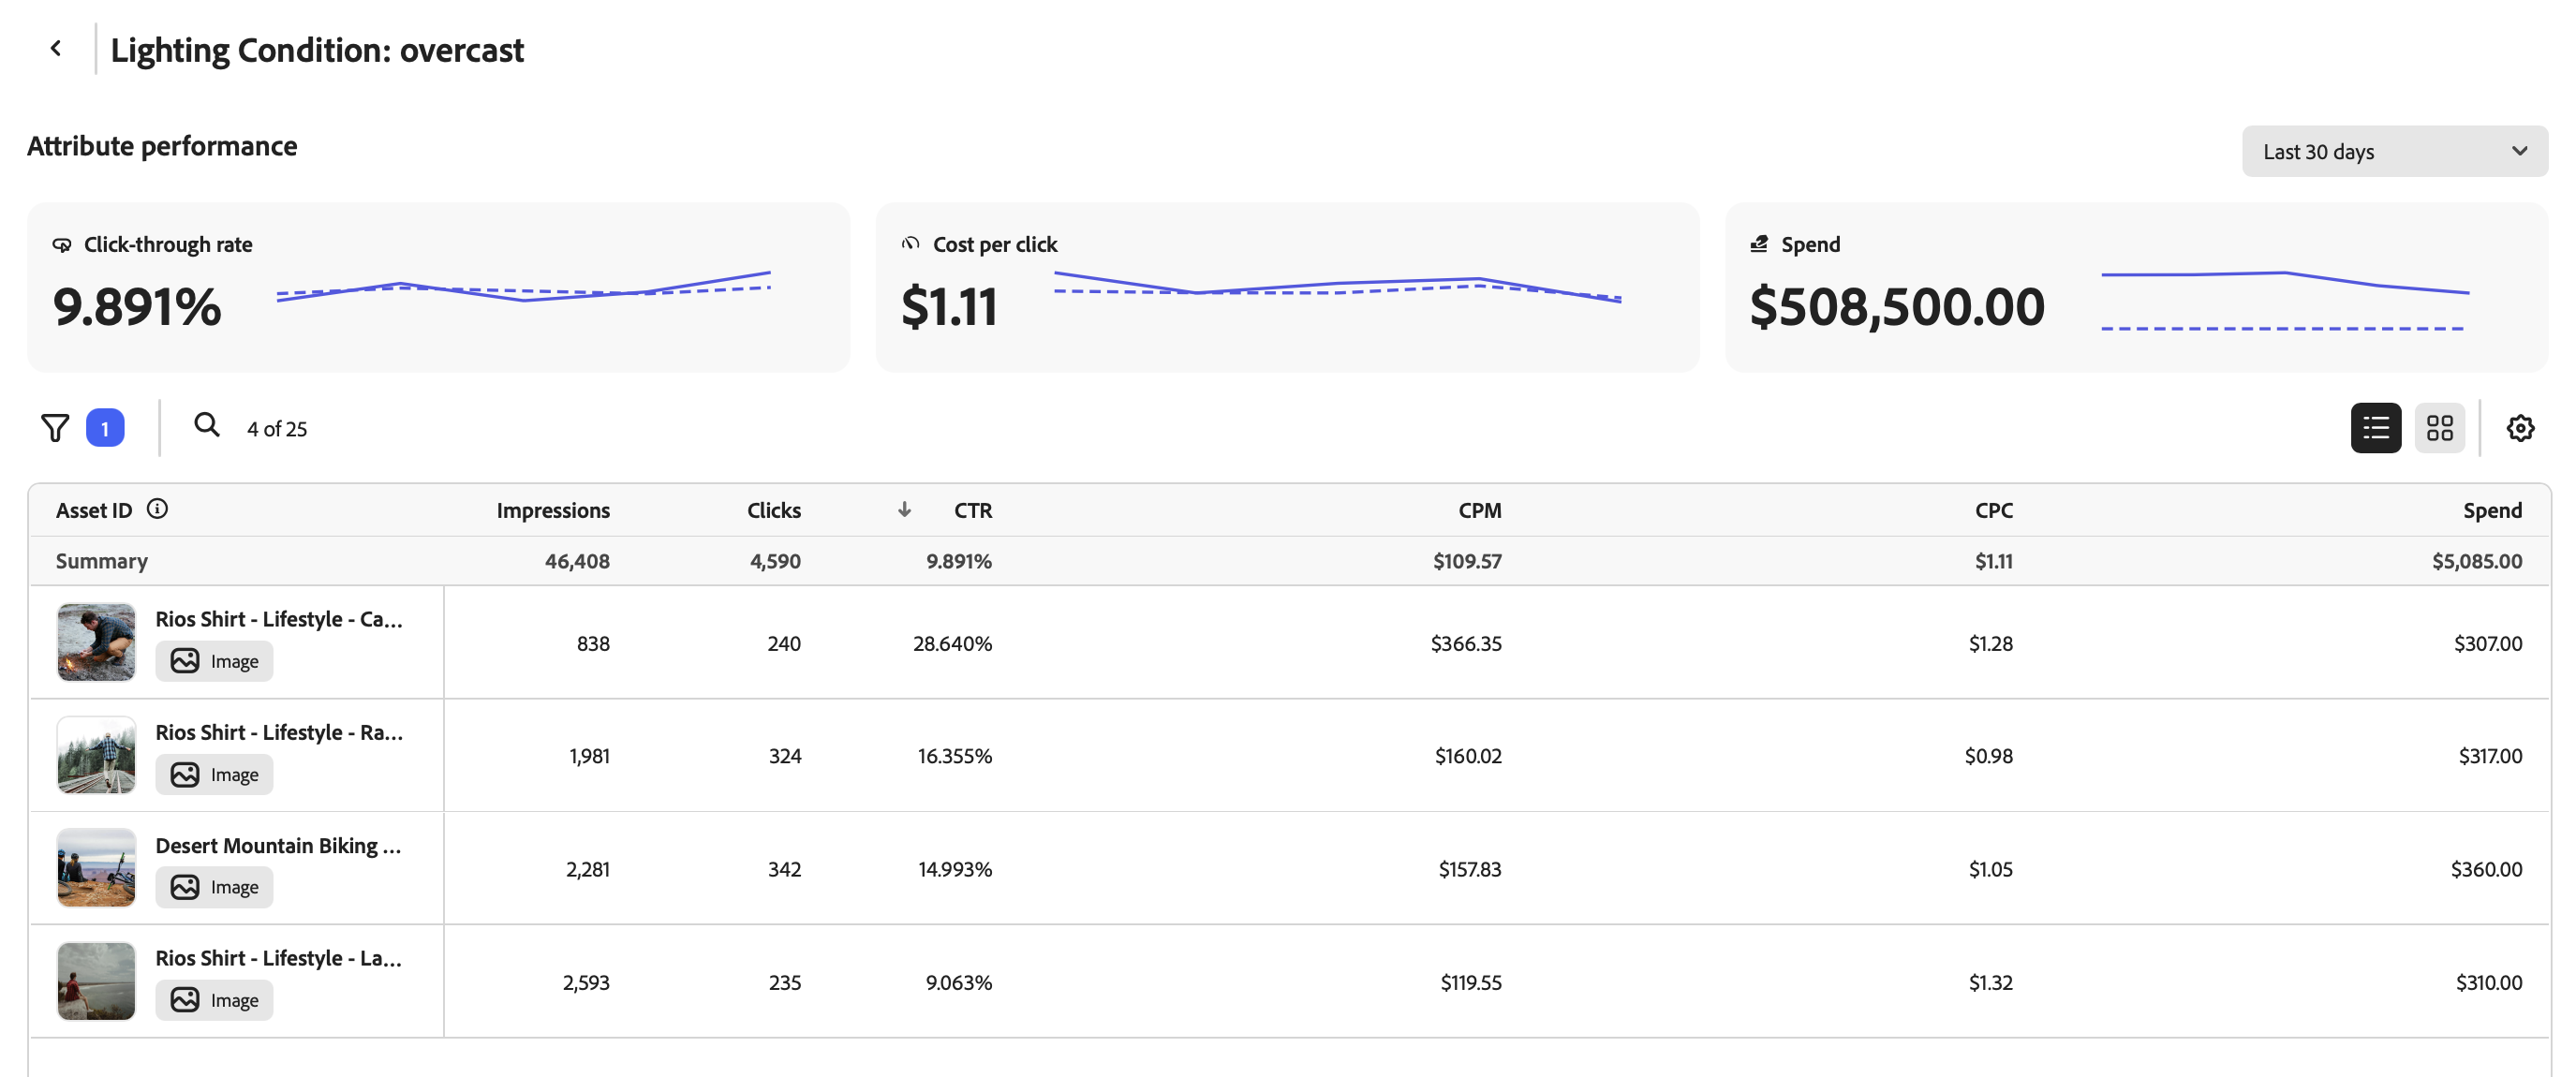 Lighting Condition: overcast
Attribute performance
Last 30 days
Click-through rate
9.891%
Cost per click
$1.11
Spend
$508,500.00
1
4 of 25
Asset ID Impressions Clicks CTR CPM CPC Spend
Summary 46,408 4,590 9.891% $109.57 $1.11 $5,085.00
Rios Shirt - Lifestyle - Ca...
Image
838 240 28.640% $366.35 $1.28 $307.00
Rios Shirt - Lifestyle - Ra...
Image
1,981 324 16.355% $160.02 $0.98 $317.00
Desert Mountain Biking ...
Image
2,281 342 14.993% $157.83 $1.05 $360.00
Rios Shirt - Lifestyle - La...
Image
2,593 235 9.063% $119.55 $1.32 $310.00